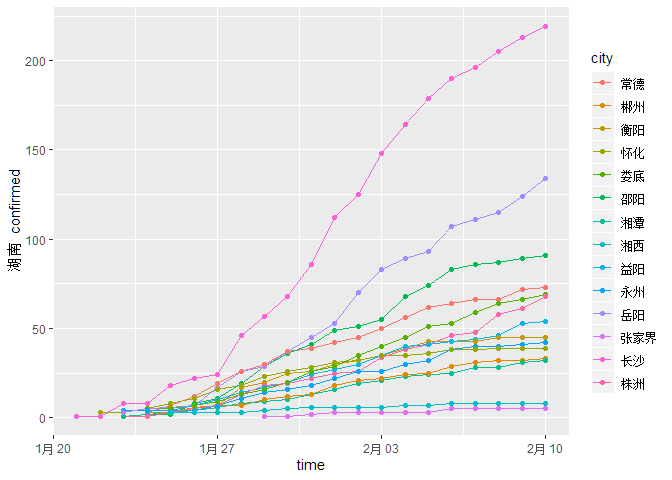 city
常德
郴州
衡阳
怀化
娄底
邵阳
湘潭
湘西
益阳
永州
岳阳
张家界
长沙
株洲
湖南 confirmed
200
150
100
50
0
1月 20
1月 27
2月 03
2月 10
time